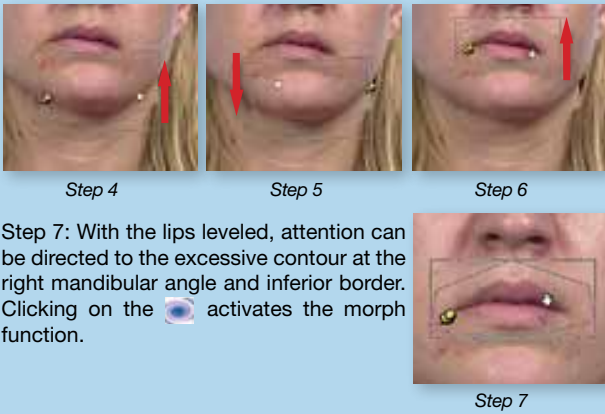 Step 4
Step 5
Step 6
Step 7: With the lips leveled, attention can
be directed to the excessive contour at the
right mandibular angle and inferior border.
Clicking on the activates the morph
function.
Step 7